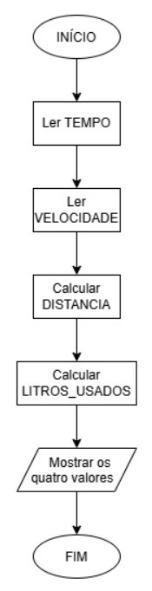 INÍCIO
Ler TEMPO
Ler
VELOCIDADE
Calcular
DISTANCIA
Calcular
LITROS_USADOS
Mostrar os
quatro valores
FIM